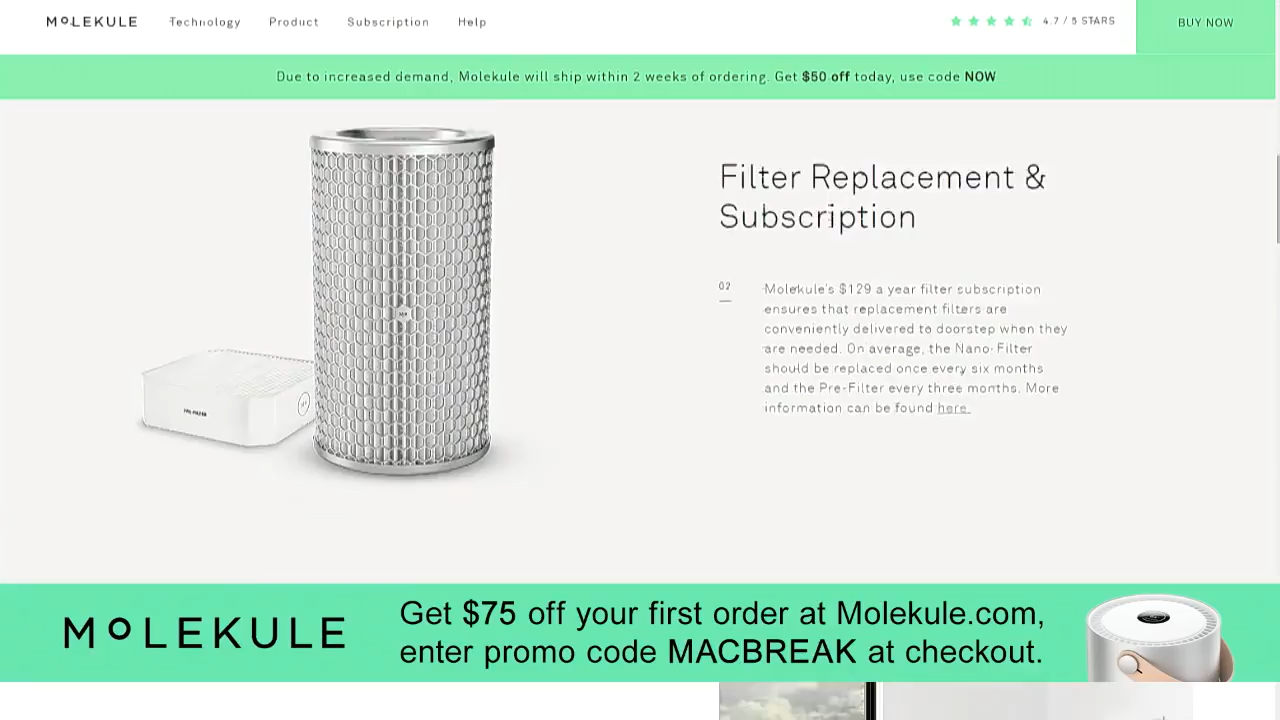 MOLEKULE Technology Product Subscription Help 4.7 / 5 STARS BUY NOW
Due to increased demand, Molekule will ship within 2 weeks of ordering. Get $50 off today, use code NOW
Filter Replacement &
Subscription
02
Molekule's $129 a year filter subscription
ensures that replacement filters are
conveniently delivered to doorstep when they
are needed. On average, the Nano-Filter
should be replaced once every six months
and the Pre-Filter every three months. More
information can be found here.
PRE-FILTER
MOLEKULE
Get $75 off your first order at Molekule.com,
enter promo code MACBREAK at checkout.